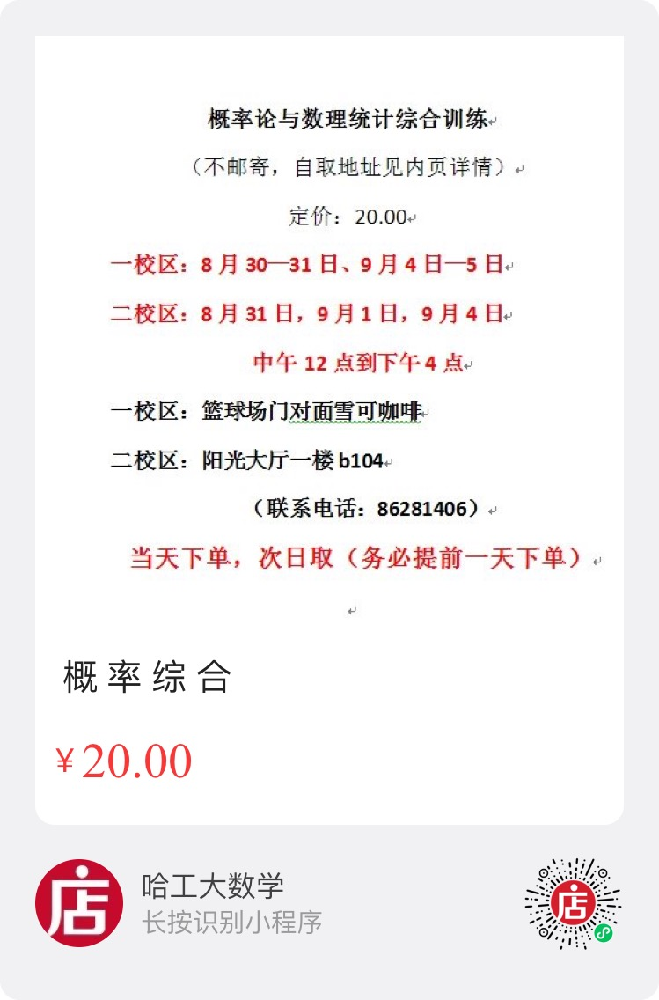 概率论与数理统计综合训练
（不邮寄，自取地址见内页详情）
定价：20.00
一校区：8 月 30—31 日、9 月 4 日—5 日
二校区：8 月 31 日，9 月 1 日，9 月 4 日
中午 12 点到下午 4 点
一校区：篮球场门对面雪可咖啡
二校区：阳光大厅一楼 b104
（联系电话：86281406）
当天下单，次日取（务必提前一天下单）
概 率 综 合
¥20.00
店
哈工大数学
长按识别小程序
店